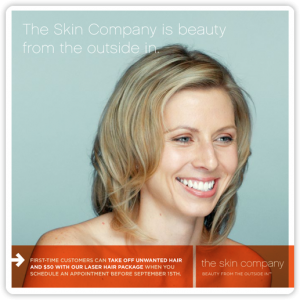 The Skin Company is beauty
from the outside in.
FIRST-TIME CUSTOMERS CAN TAKE OFF UNWANTED HAIR
AND $50 WITH OUR LASER HAIR PACKAGE WHEN YOU
SCHEDULE AN APPOINTMENT BEFORE SEPTEMBER 15TH.
the skin company
BEAUTY FROM THE OUTSIDE IN